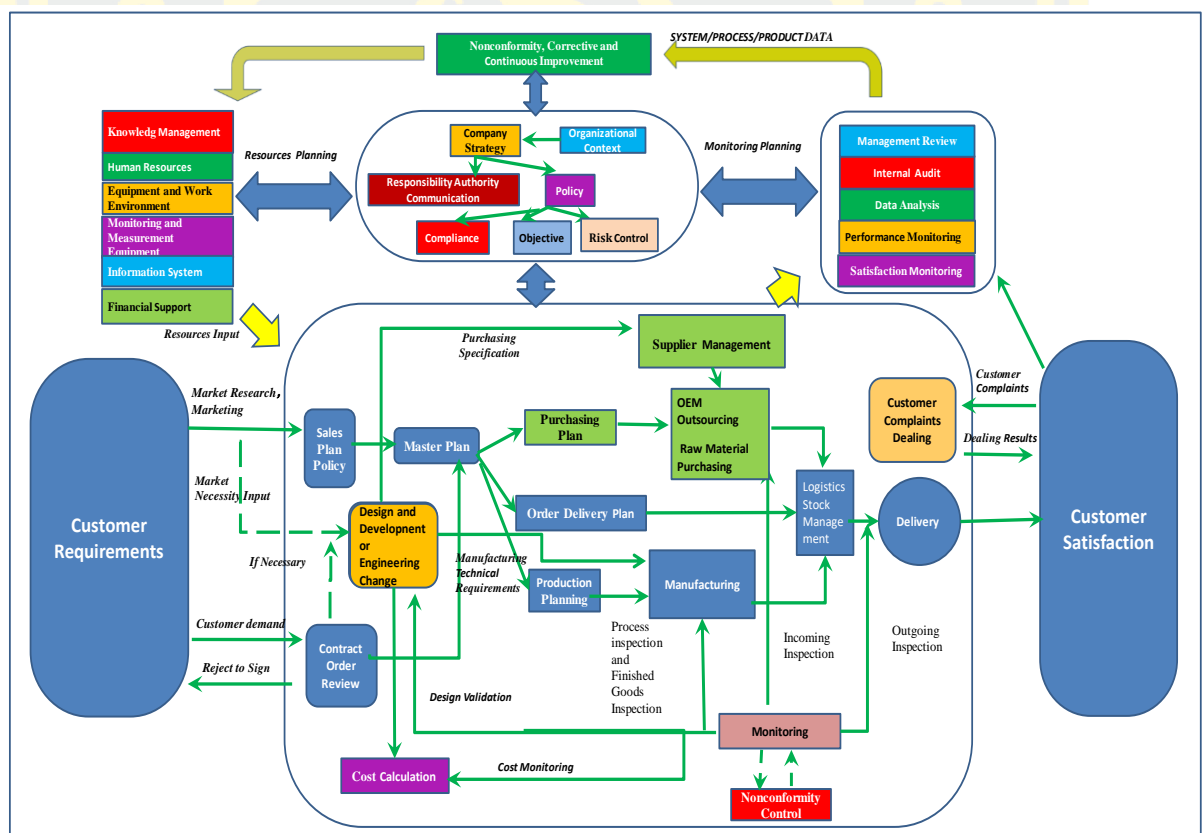 SYSTEM/PROCESS/PRODUCT DATA
Nonconformity, Corrective and
Continuous Improvement
Knowledg Management
Human Resources
Equipment and Work
Environment
Monitoring and
Measurement
Equipment
Information System
Financial Support
Resources Planning
Company
Strategy
Organizational
Context
Responsibility Authority
Communication
Policy
Compliance
Objective
Risk Control
Monitoring Planning
Management Review
Internal Audit
Data Analysis
Performance Monitoring
Satisfaction Monitoring
Resources Input
Purchasing
Specification
Supplier Management
Customer
Requirements
Market Research,
Marketing
Sales
Plan
Policy
Master Plan
Purchasing
Plan
OEM
Outsourcing
Raw Material
Purchasing
Customer
Complaints
Dealing
Customer
Complaints
Dealing Results
Market
Necessity Input
Design and
Development
or
Engineering
Change
Order Delivery Plan
Logistics
Stock
Manage
ment
Delivery
Customer
Satisfaction
If Necessary
Manufacturing
Technical
Requirements
Production
Planning
Manufacturing
Customer demand
Contract
Order
Review
Reject to Sign
Process
inspection
and
Finished
Goods
Inspection
Incoming
Inspection
Outgoing
Inspection
Design Validation
Monitoring
Cost Calculation
Cost Monitoring
Nonconformity
Control